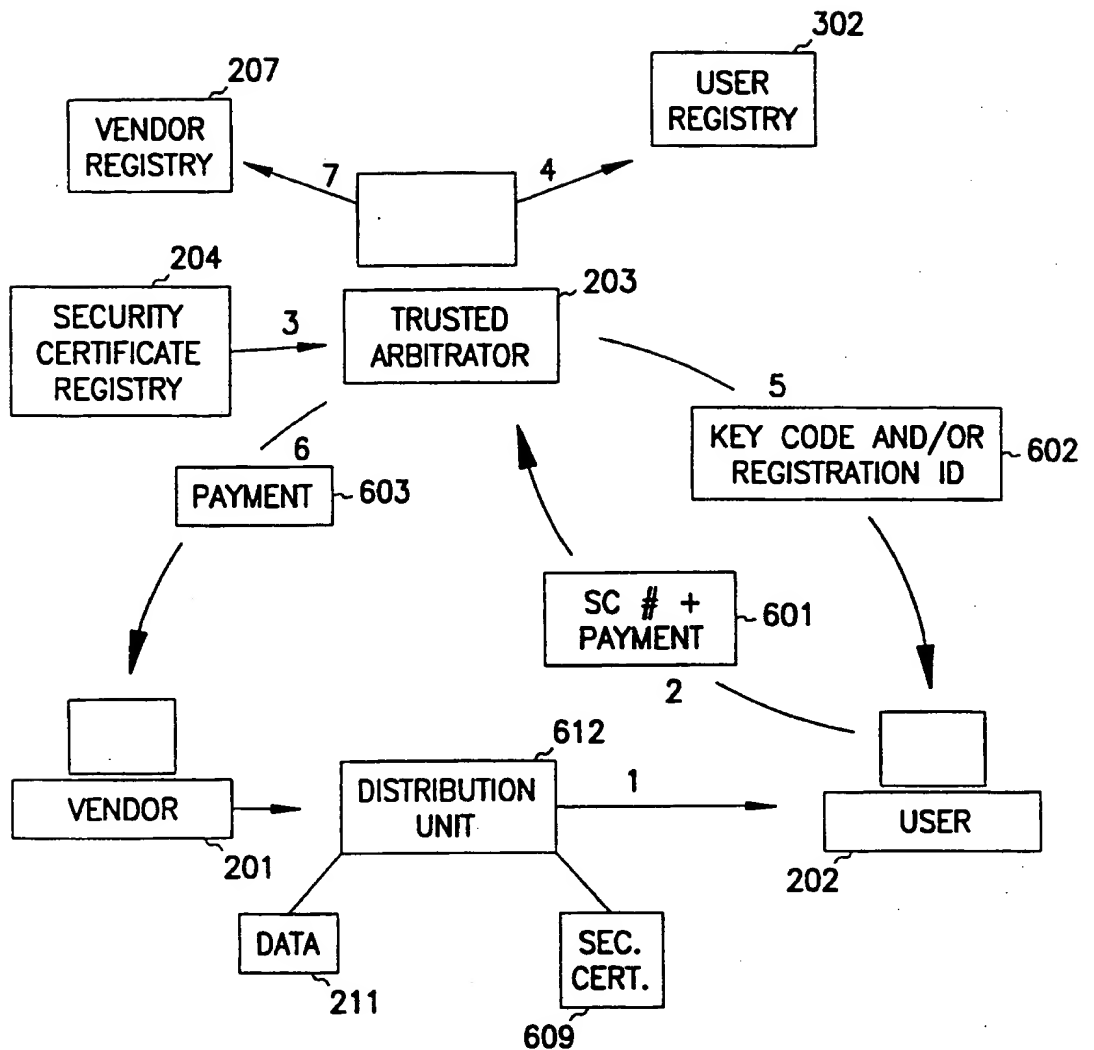 302
207
USER
REGISTRY
VENDOR
REGISTRY
7
4
204
203
SECURITY
CERTIFICATE
REGISTRY
3
TRUSTED
ARBITRATOR
5
KEY CODE AND/OR
REGISTRATION ID
602
6
PAYMENT
603
SC # +
PAYMENT
601
2
612
VENDOR
201
DISTRIBUTION
UNIT
1
USER
202
DATA
211
SEC.
CERT.
609